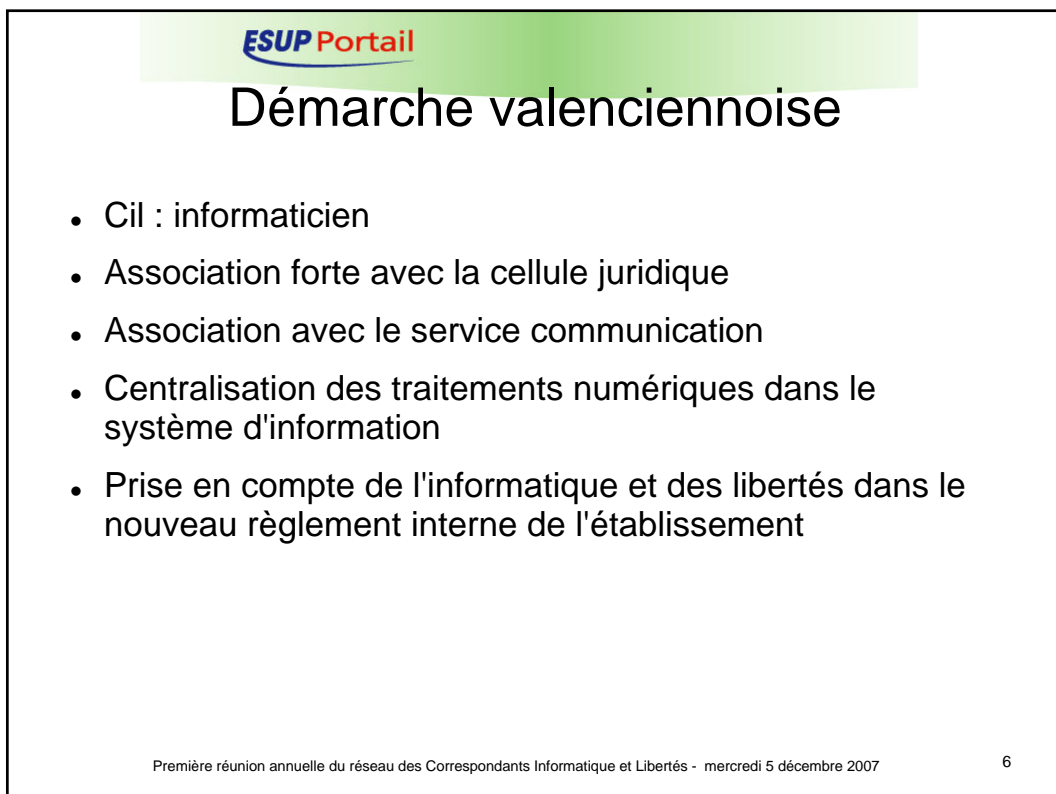 ESUP Portail
Démarche valenciennoise
● Cil : informaticien
● Association forte avec la cellule juridique
● Association avec le service communication
● Centralisation des traitements numériques dans le
système d'information
● Prise en compte de l'informatique et des libertés dans le
nouveau règlement interne de l'établissement
Première réunion annuelle du réseau des Correspondants Informatique et Libertés - mercredi 5 décembre 2007
6